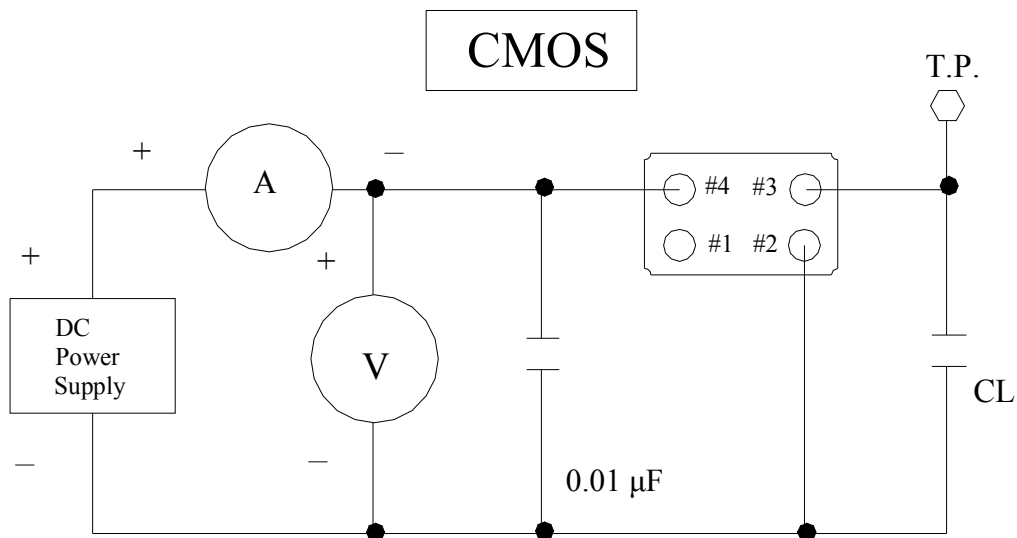 CMOS
T.P.
+
A
–
#4 #3
#1 #2
+
+
DC
Power
Supply
V
CL
–
–
0.01 μF